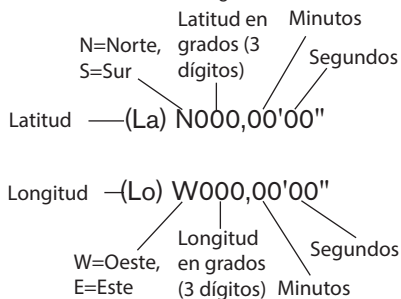 Latitud en
grados (3
dígitos)
Minutos
N=Norte,
S=Sur
Segundos
Latitud
(La) N000,00'00"
Longitud
(Lo) W000,00'00"
W=Oeste,
E=Este
Longitud
en grados
(3 dígitos)
Minutos
Segundos